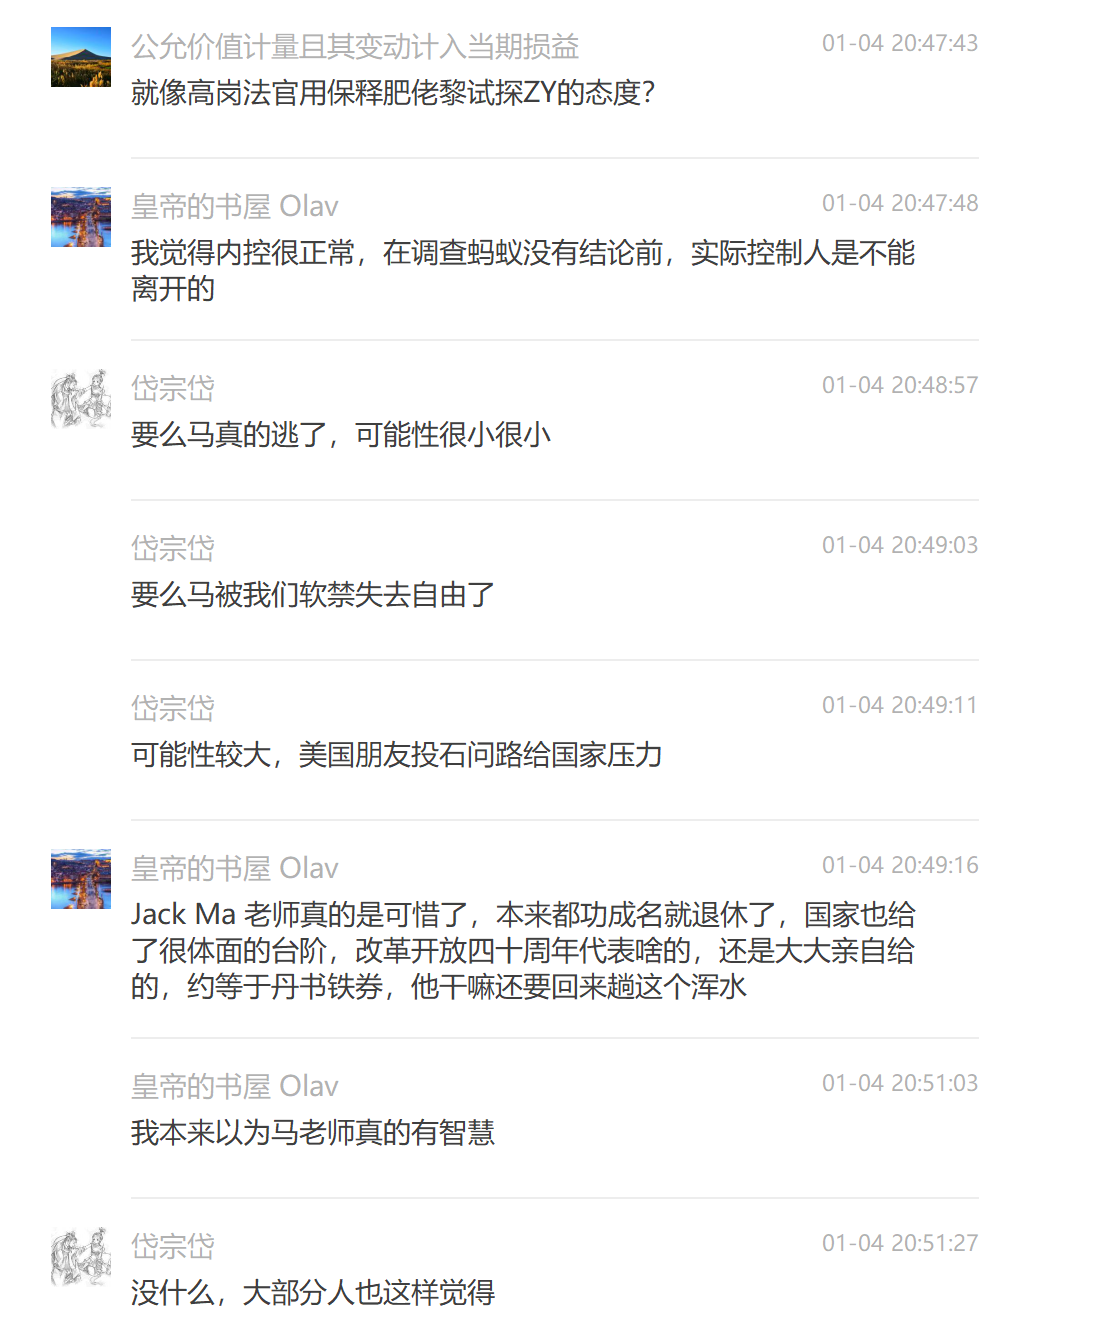 公允价值计量且其变动计入当期损益 01-04 20:47:43
就像高岗法官用保释肥佬黎试探ZY的态度？
皇帝的书屋 Olav 01-04 20:47:48
我觉得内控很正常，在调查蚂蚁没有结论前，实际控制人是不能
离开的
岱宗岱 01-04 20:48:57
要么马真的逃了，可能性很小很小
岱宗岱 01-04 20:49:03
要么马被我们软禁失去自由了
岱宗岱 01-04 20:49:11
可能性较大，美国朋友投石问路给国家压力
皇帝的书屋 Olav 01-04 20:49:16
Jack Ma 老师真的是可惜了，本来都功成名就退休了，国家也给
了很体面的台阶，改革开放四十周年代表啥的，还是大大亲自给
的，约等于丹书铁券，他干嘛还要回来趟这个浑水
皇帝的书屋 Olav 01-04 20:51:03
我本来以为马老师真的有智慧
岱宗岱 01-04 20:51:27
没什么，大部分人也这样觉得